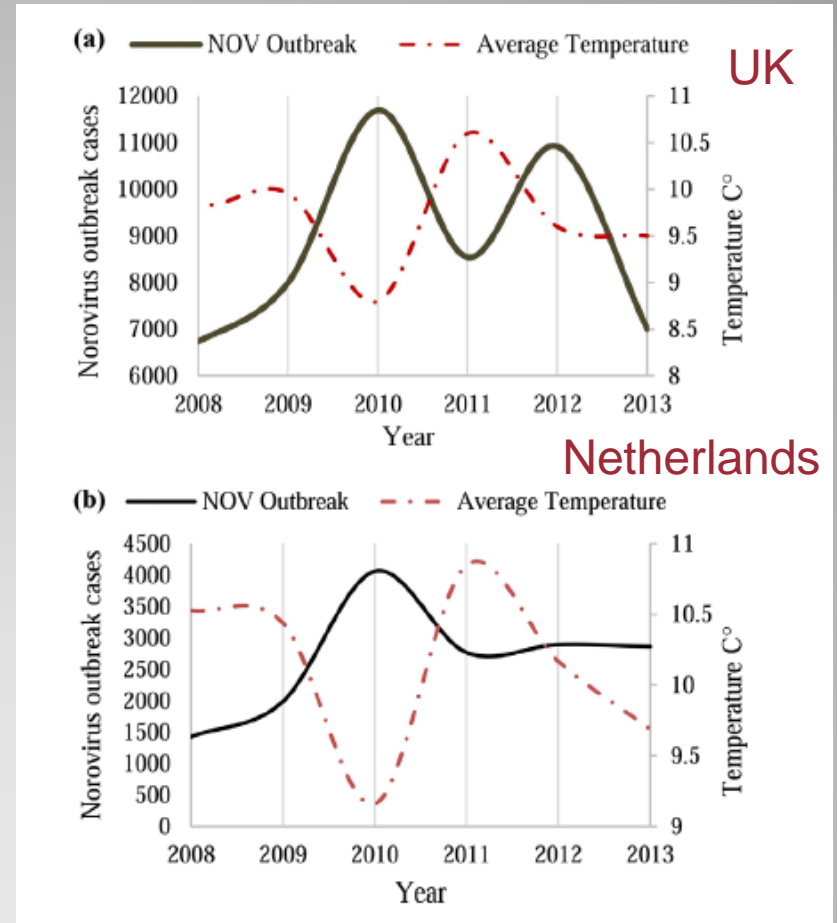 (a) NOV Outbreak Average Temperature
UK
Norovirus outbreak cases
12000
11000
10000
9000
8000
7000
6000
11
10.5
10
9.5
9
8.5
8
Temperature C°
2008 2009 2010 2011 2012 2013
Year
Netherlands
(b) NOV Outbreak Average Temperature
Norovirus outbreak cases
4500
4000
3500
3000
2500
2000
1500
1000
500
0
11
10.5
10
9.5
9
Temperature C°
2008 2009 2010 2011 2012 2013
Year